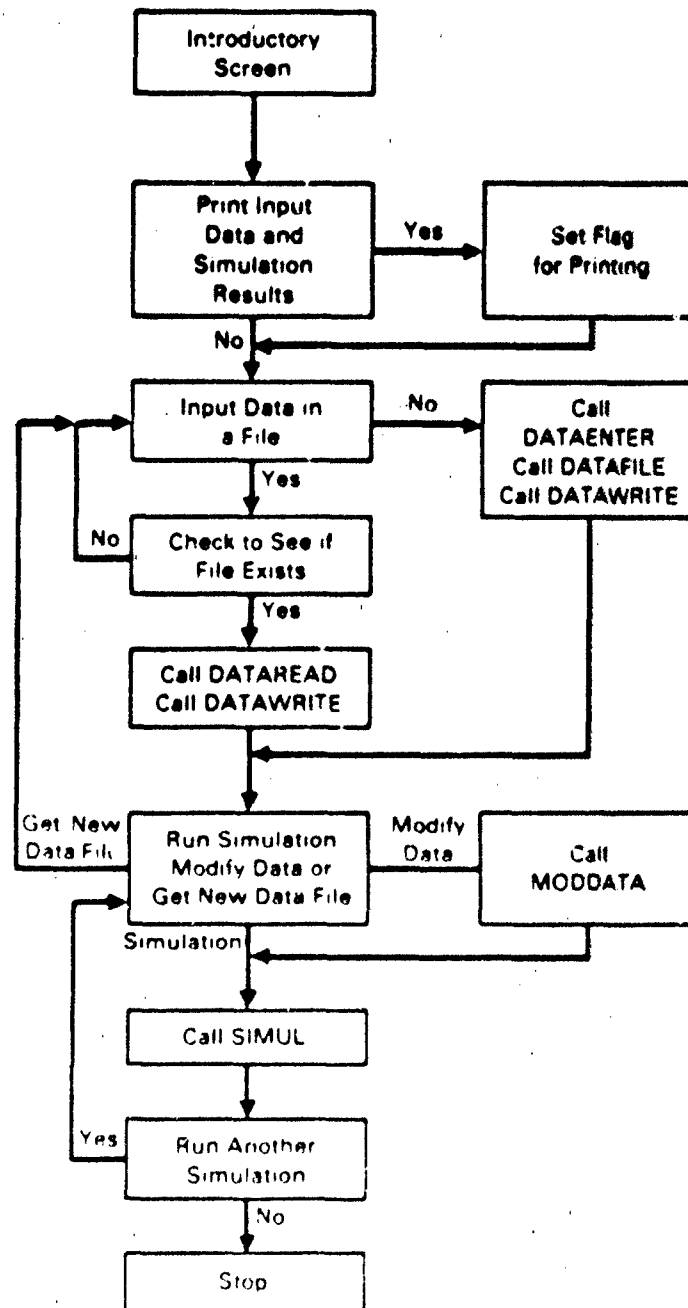 Introductory
Screen
Print Input
Data and
Simulation
Results
Yes
Set Flag
for Printing
No
Input Data in
a File
No
Call
DATAENTER
Call DATAFILE
Call DATAWRITE
Yes
No
Check to See if
File Exists
Yes
Call DATAREAD
Call DATAWRITE
Get New
Data File
Run Simulation
Modify Data or
Get New Data File
Modify
Data
Call
MODDATA
Simulation
Call SIMUL
Yes
Run Another
Simulation
No
Stop